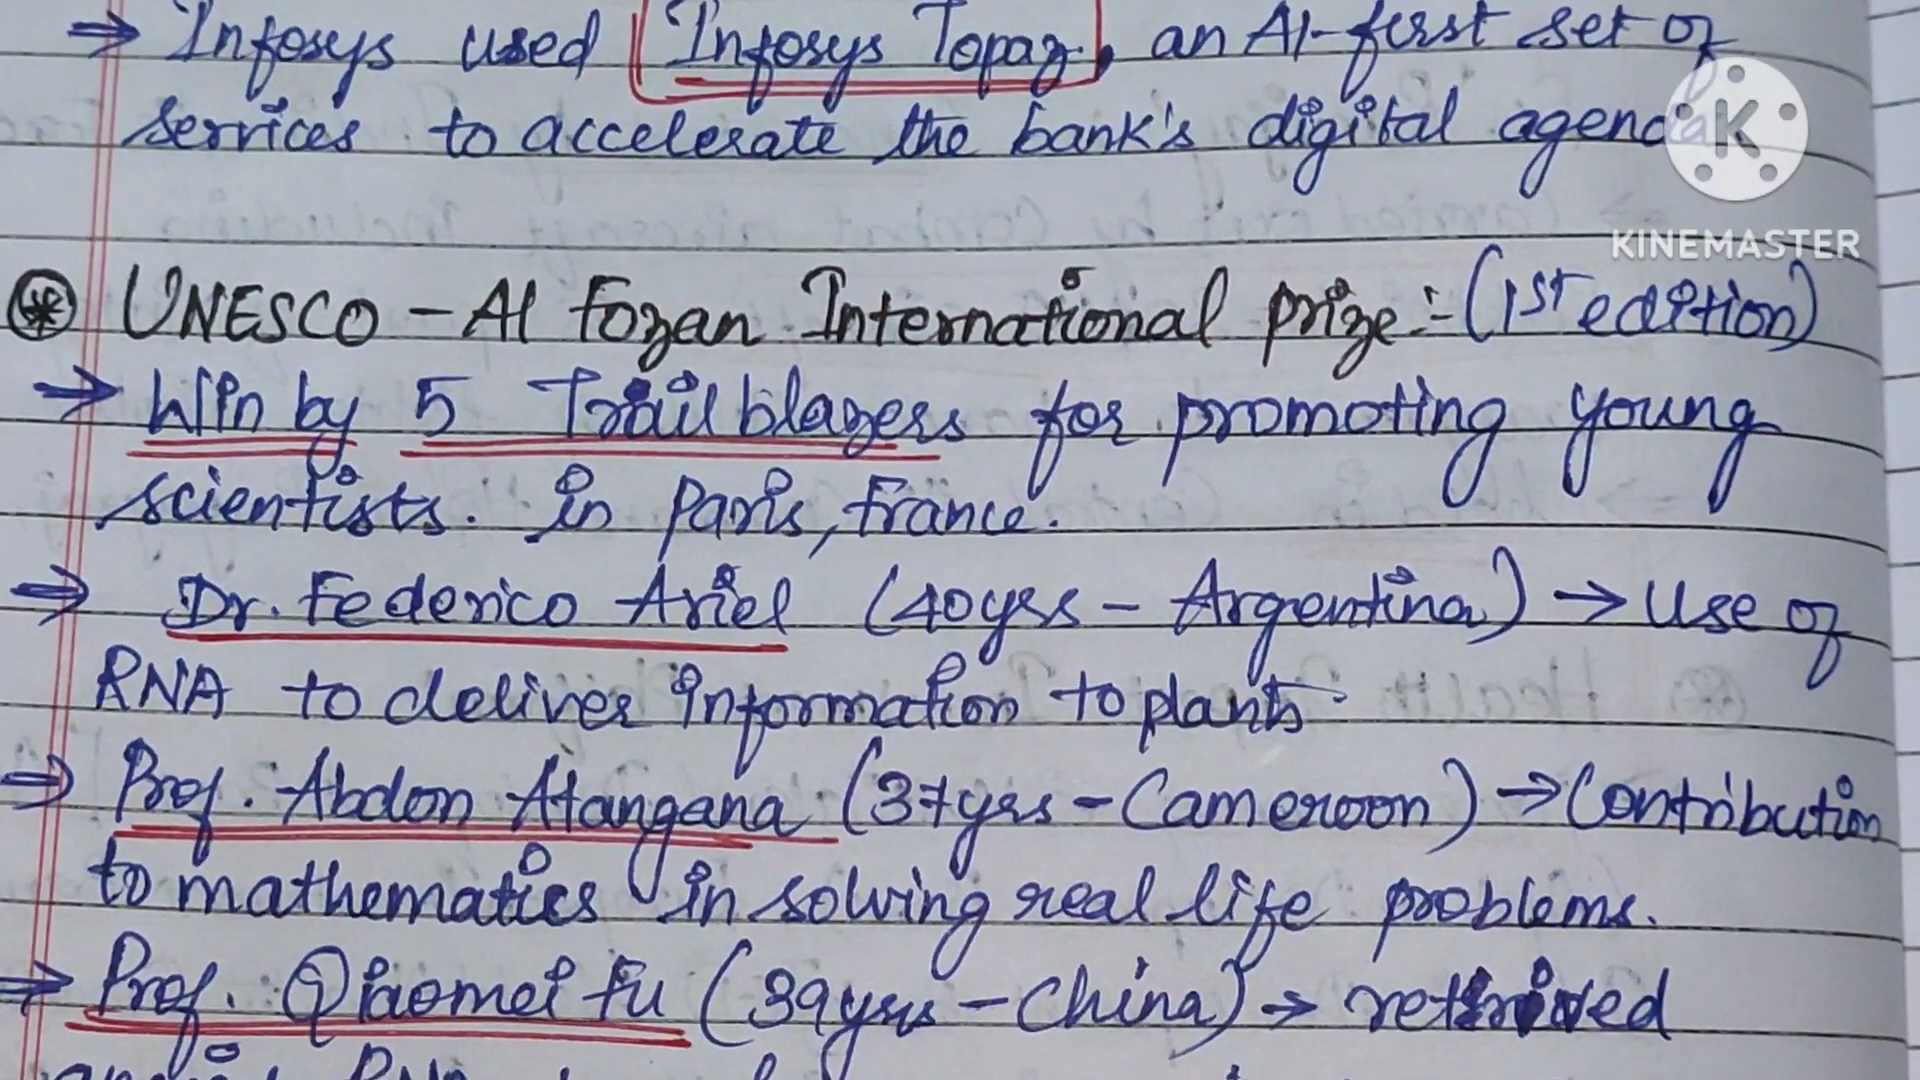 ⇒ Infosys used Infosys Topaz, an AI-first set of
services to accelerate the bank's digital agenda
KINEMASTER
UNESCO - Al Fozan International prize :- (1st edition)
→ Win by 5 Trailblazers for promoting young
scientists. in Paris, France.
⇒ Dr. Federico Ariel (40yrs - Argentina) → Use of
RNA to deliver information to plants.
⇒ Prof. Abdon Atangana (37yrs - Cameroon) → Contribution
to mathematics in solving real life problems.
⇒ Prof. Qiaomei Fu (39yrs - China) → retrived